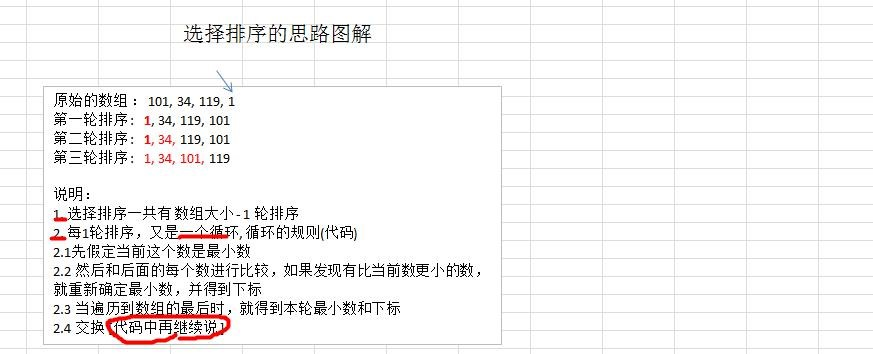 选择排序的思路图解
原始的数组： 101, 34, 119, 1
第一轮排序: 1, 34, 119, 101
第二轮排序: 1, 34, 119, 101
第三轮排序: 1, 34, 101, 119
说明:
1. 选择排序一共有 数组大小 - 1 轮排序
2. 每1轮排序，又是一个循环, 循环的规则(代码)
2.1先假定当前这个数是最小数
2.2 然后和后面的每个数进行比较，如果发现有比当前数更小的数，
就重新确定最小数，并得到下标
2.3 当遍历到数组的最后时，就得到本轮最小数和下标
2.4 交换 [代码中再继续说]